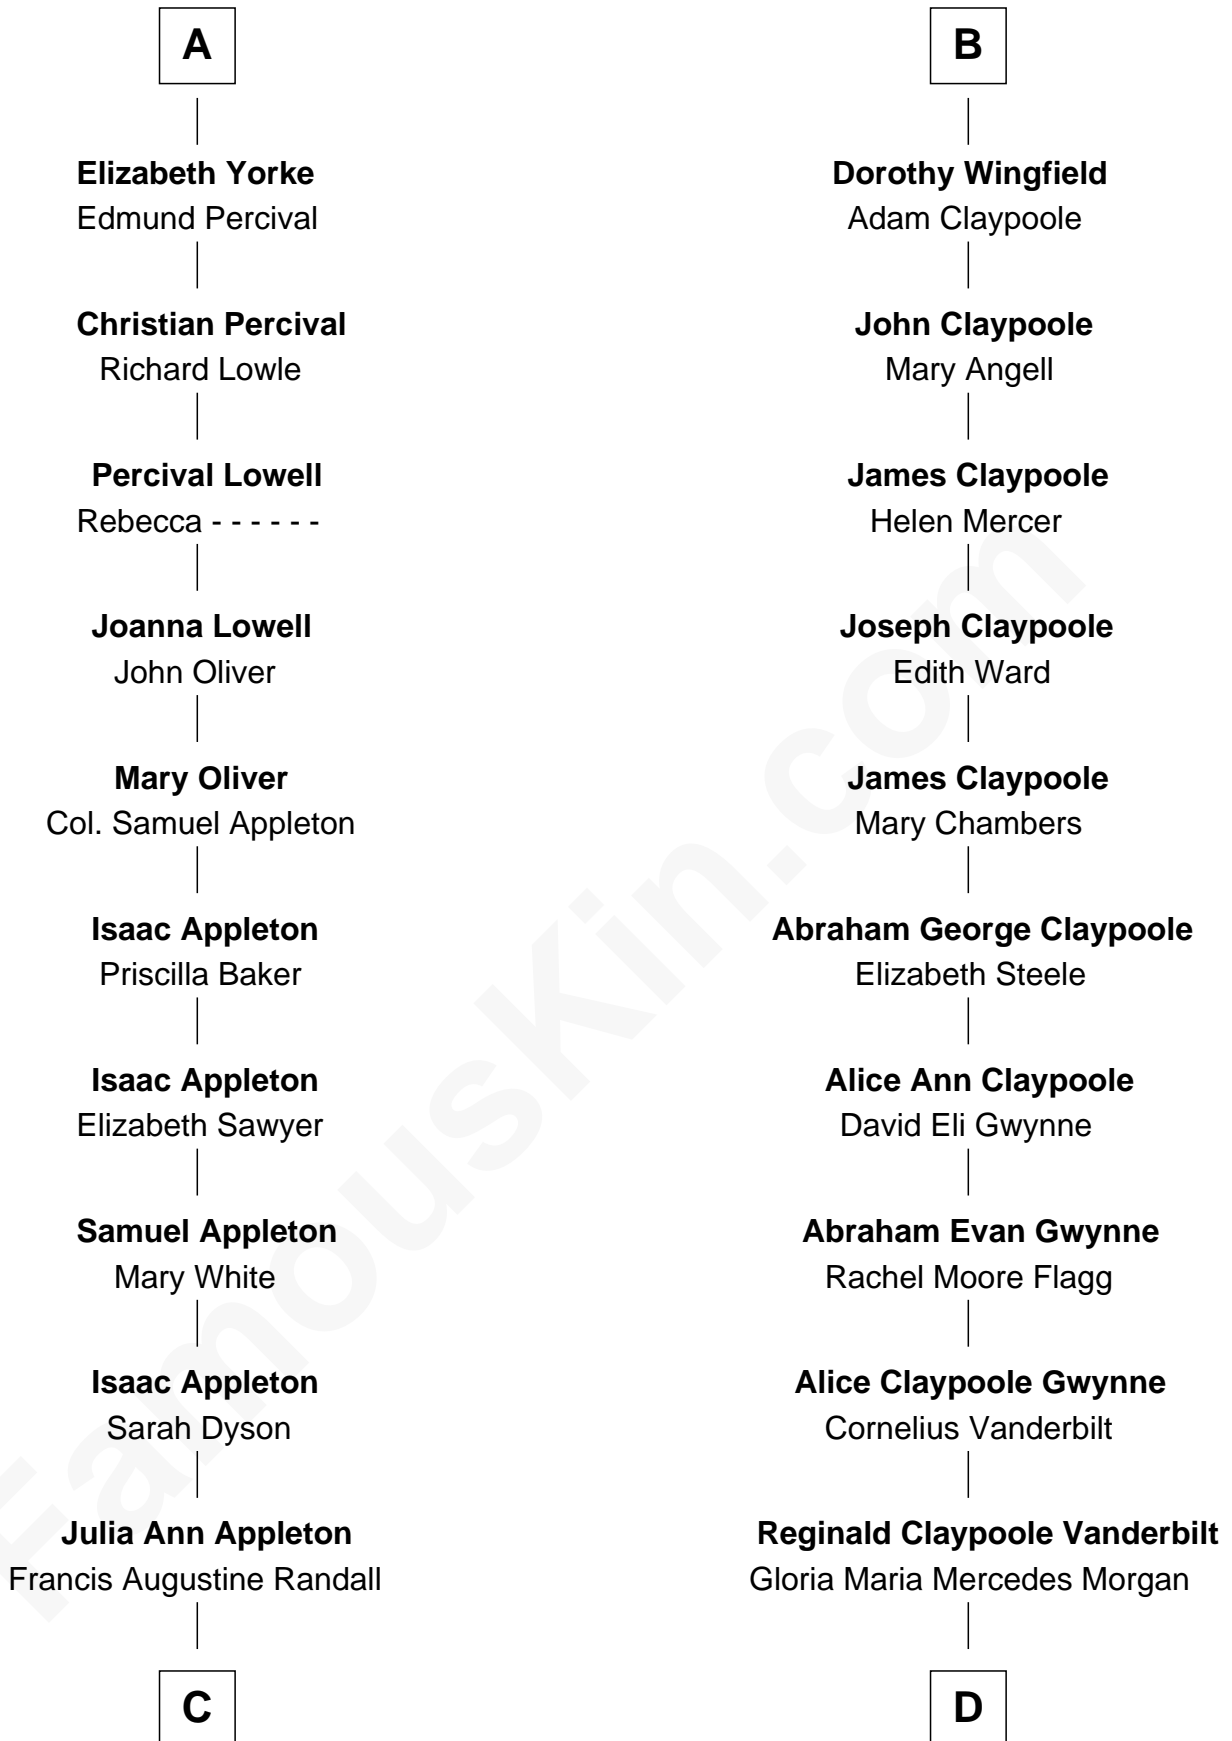 A
Elizabeth Yorke
Edmund Percival
Christian Percival
Richard Lowle
Percival Lowell
Rebecca - - - - - -
Joanna Lowell
John Oliver
Mary Oliver
Col. Samuel Appleton
Isaac Appleton
Priscilla Baker
Isaac Appleton
Elizabeth Sawyer
Samuel Appleton
Mary White
Isaac Appleton
Sarah Dyson
Julia Ann Appleton
Francis Augustine Randall
C
B
Dorothy Wingfield
Adam Claypoole
John Claypoole
Mary Angell
James Claypoole
Helen Mercer
Joseph Claypoole
Edith Ward
James Claypoole
Mary Chambers
Abraham George Claypoole
Elizabeth Steele
Alice Ann Claypoole
David Eli Gwynne
Abraham Evan Gwynne
Rachel Moore Flagg
Alice Claypoole Gwynne
Cornelius Vanderbilt
Reginald Claypoole Vanderbilt
Gloria Maria Mercedes Morgan
D
FamousKin.com